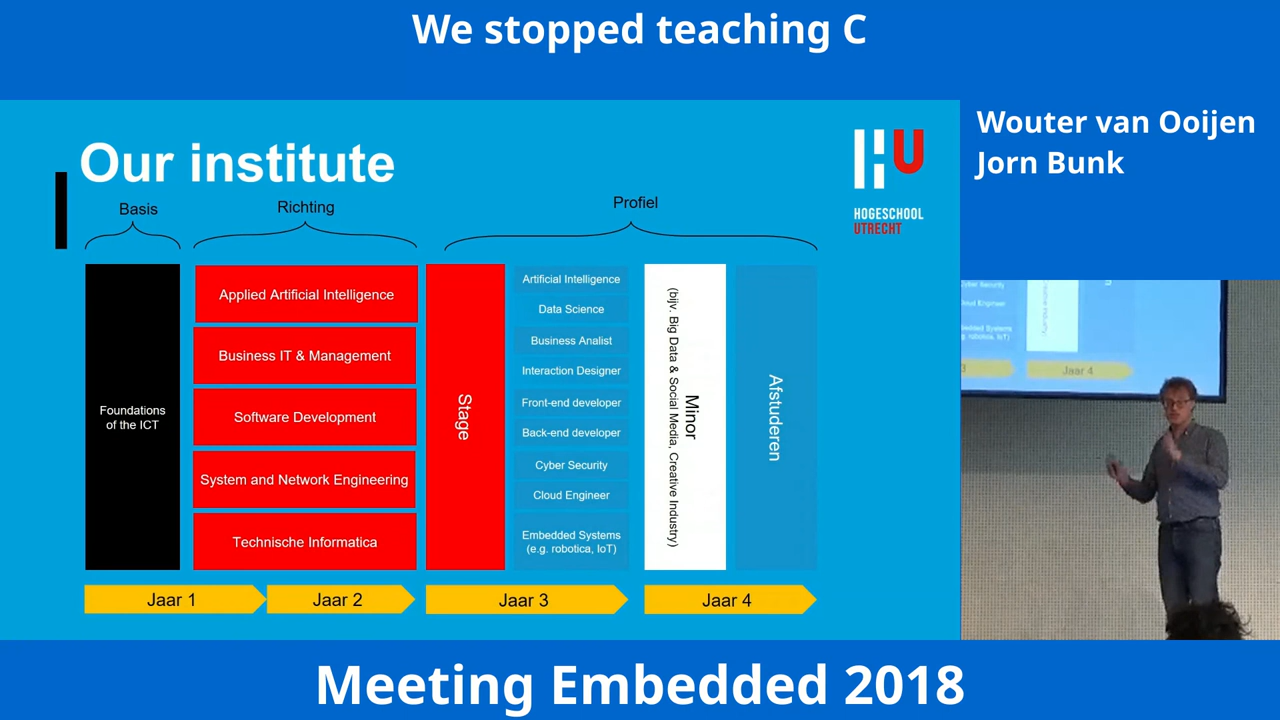 We stopped teaching C
Wouter van Ooijen
Jorn Bunk
Our institute
HOGESCHOOL
UTRECHT
Basis
Richting
Profiel
Foundations
of the ICT
Applied Artificial Intelligence
Business IT & Management
Software Development
System and Network Engineering
Technische Informatica
Stage
Artificial Intelligence
Data Science
Business Analist
Interaction Designer
Front-end developer
Back-end developer
Cyber Security
Cloud Engineer
Embedded Systems
(e.g. robotica, IoT)
Minor
(bijv. Big Data & Social Media, Creative Industry)
Afstuderen
Jaar 1
Jaar 2
Jaar 3
Jaar 4
Cloud Engineer
Jaar 4
Meeting Embedded 2018